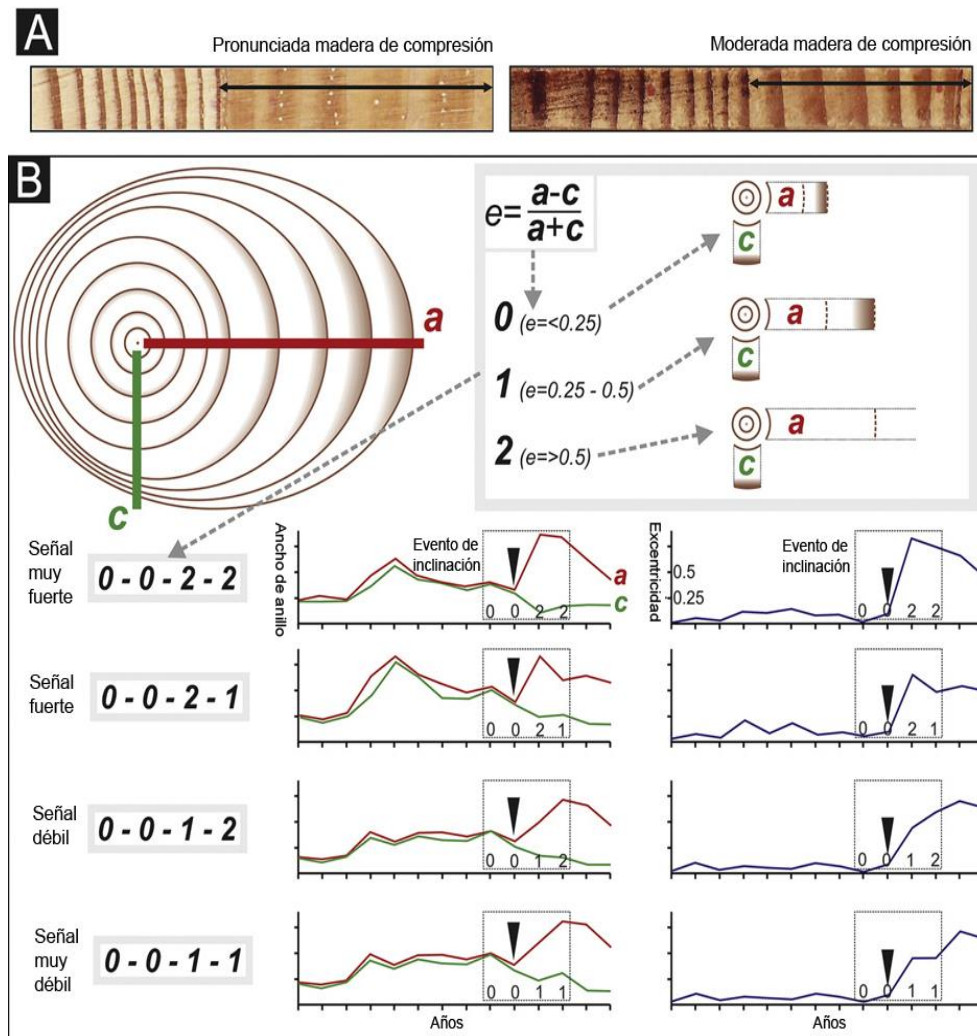 A
Pronunciada madera de compresión
Moderada madera de compresión
B
e= a-c
a+c
a
c
0 (e=<0.25)
a
c
1 (e=0.25 - 0.5)
a
c
2 (e=>0.5)
a
c
Señal
muy
fuerte
0 - 0 - 2 - 2
Ancho de anillo
Evento de
inclinación
a
c
0 0 2 2
Excentricidad
0.5
0.25
Evento de
inclinación
0 0 2 2
Señal
fuerte
0 - 0 - 2 - 1
0 0 2 1
0 0 2 1
Señal
débil
0 - 0 - 1 - 2
0 0 1 2
0 0 1 2
Señal
muy
débil
0 - 0 - 1 - 1
0 0 1 1
0 0 1 1
Años
Años